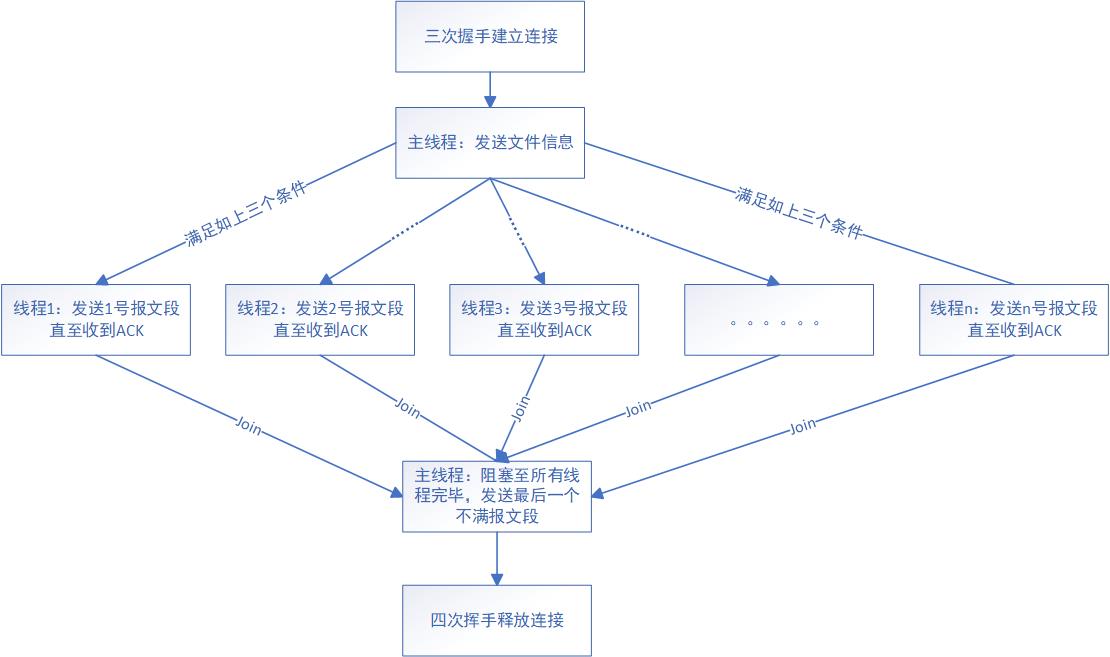 三次握手建立连接
主线程：发送文件信息
满足如上三个条件
满足如上三个条件
线程1：发送1号报文段
直至收到ACK
线程2：发送2号报文段
直至收到ACK
线程3：发送3号报文段
直至收到ACK
。。。。。。
线程n：发送n号报文段
直至收到ACK
Join
Join
Join
Join
Join
主线程：阻塞至所有线
程完毕，发送最后一个
不满报文段
四次挥手释放连接